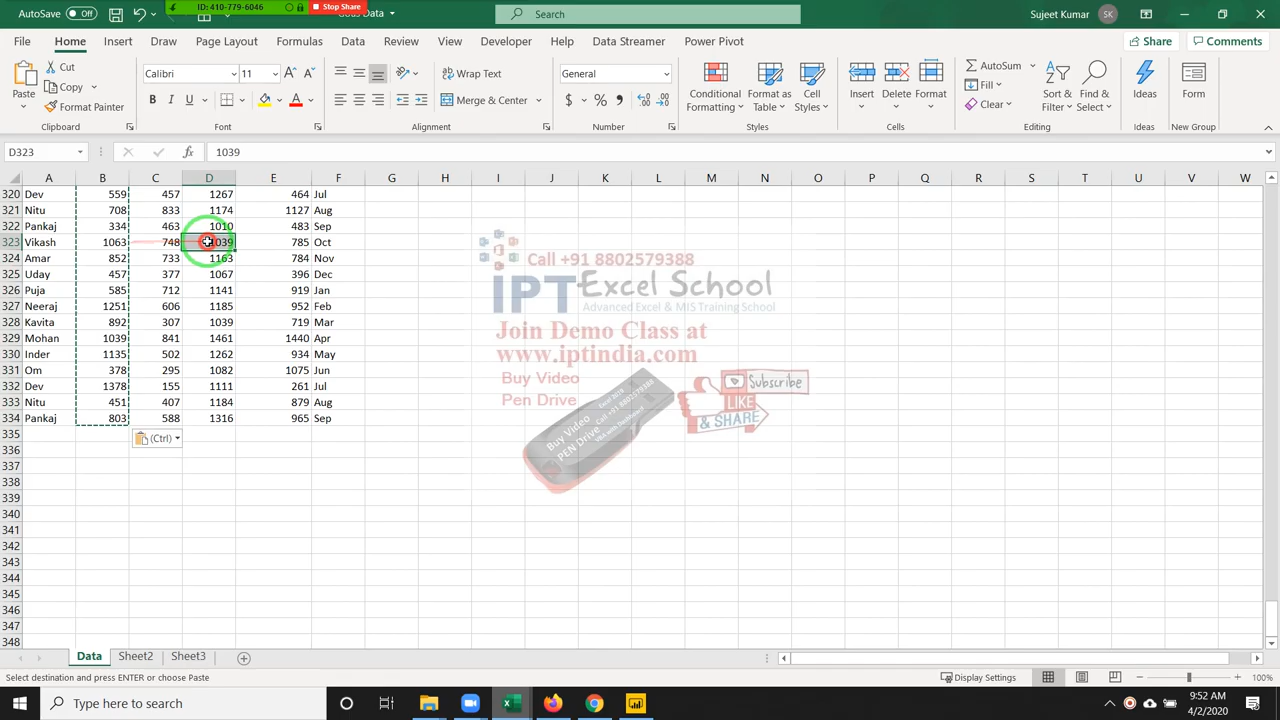 AutoSave Off
ID: 410-779-6046 Stop Share
Data
Search
Sujeet Kumar SK
File Home Insert Draw Page Layout Formulas Data Review View Developer Help Data Streamer Power Pivot Share Comments
Paste Cut Copy Format Painter
Calibri 11 B I U A
Wrap Text Merge & Center
General $ % ,
Conditional Formatting Format as Table Cell Styles
Insert Delete Format
AutoSum Fill Clear Sort & Filter Find & Select
Ideas Form
Clipboard Font Alignment Number Styles Cells Editing Ideas New Group
D323 fx 1039
A B C D E F G H I J K L M N O P Q R S T U V W
320 Dev 559 457 1267 464 Jul
321 Nitu 708 833 1174 1127 Aug
322 Pankaj 334 463 1010 483 Sep
323 Vikash 1063 748 1039 785 Oct
324 Amar 852 733 1163 784 Nov
325 Uday 457 377 1067 396 Dec
326 Puja 585 712 1141 919 Jan
327 Neeraj 1251 606 1185 952 Feb
328 Kavita 892 307 1039 719 Mar
329 Mohan 1039 841 1461 1440 Apr
330 Inder 1135 502 1262 934 May
331 Om 378 295 1082 1075 Jun
332 Dev 1378 155 1111 261 Jul
333 Nitu 451 407 1184 879 Aug
334 Pankaj 803 588 1316 965 Sep
335
336
337
338
339
340
341
342
343
344
345
346
347
348
(Ctrl)
Call +91 8802579388
IPT Excel School
Advanced Excel & MIS Training School
Join Demo Class at
www.iptindia.com
Buy Video
Pen Drive
Buy Video
PEN Drive
Call +91 8802579388
Subscribe
LIKE
& SHARE
Data Sheet2 Sheet3
Select destination and press ENTER or choose Paste
Display Settings
100%
Type here to search
9:52 AM
4/2/2020